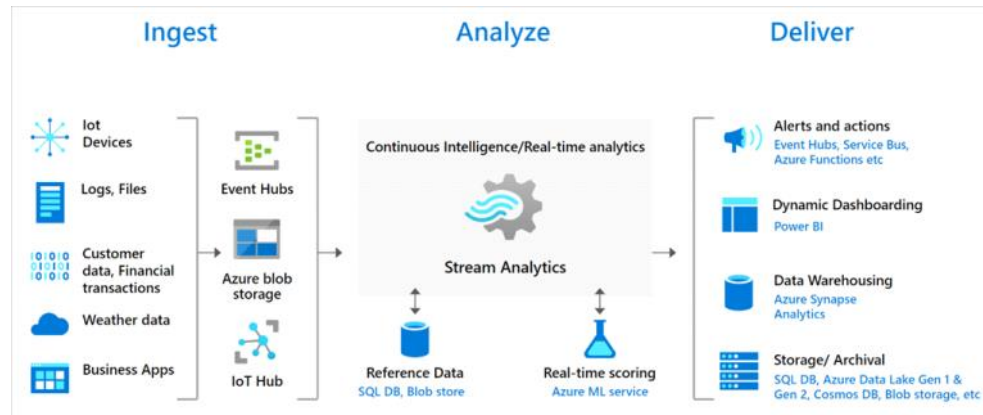 Ingest
Analyze
Deliver
Iot
Devices
Logs, Files
Customer
data, Financial
transactions
Weather data
Business Apps
Event Hubs
Azure blob
storage
IoT Hub
Continuous Intelligence/Real-time analytics
Stream Analytics
Reference Data
SQL DB, Blob store
Real-time scoring
Azure ML service
Alerts and actions
Event Hubs, Service Bus,
Azure Functions etc
Dynamic Dashboarding
Power BI
Data Warehousing
Azure Synapse
Analytics
Storage/ Archival
SQL DB, Azure Data Lake Gen 1 &
Gen 2, Cosmos DB, Blob storage, etc